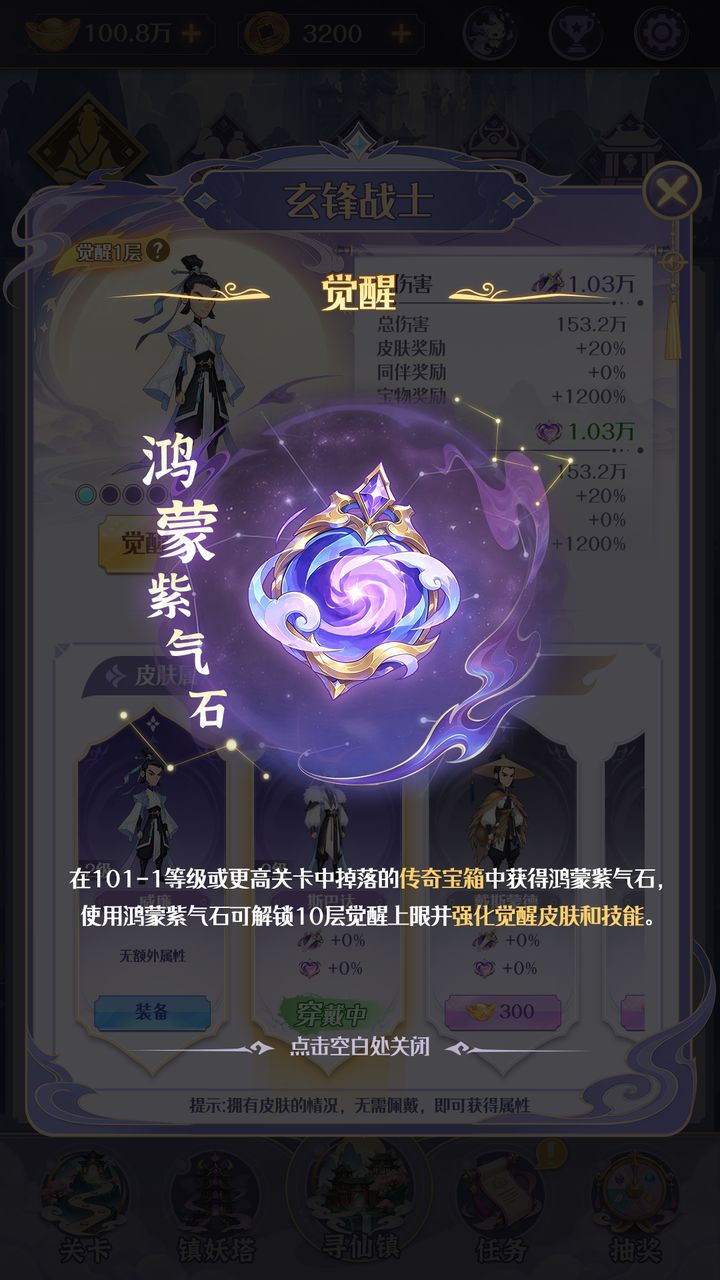 100.8万
3200
玄锋战士
觉醒1层
?
觉醒
伤害
1.03万
总伤害
153.2万
皮肤奖励
+20%
同伴奖励
+0%
宝物奖励
+1200%
1.03万
153.2万
+20%
+0%
+1200%
鸿蒙紫气石
觉醒
皮肤
在101-1等级或更高关卡中掉落的传奇宝箱中获得鸿蒙紫气石,
使用鸿蒙紫气石可解锁10层觉醒上限并强化觉醒皮肤和技能。
无额外属性
+0%
+0%
+0%
+0%
装备
穿戴中
300
点击空白处关闭
提示:拥有皮肤的情况，无需佩戴，即可获得属性
关卡
镇妖塔
寻仙镇
任务
抽奖